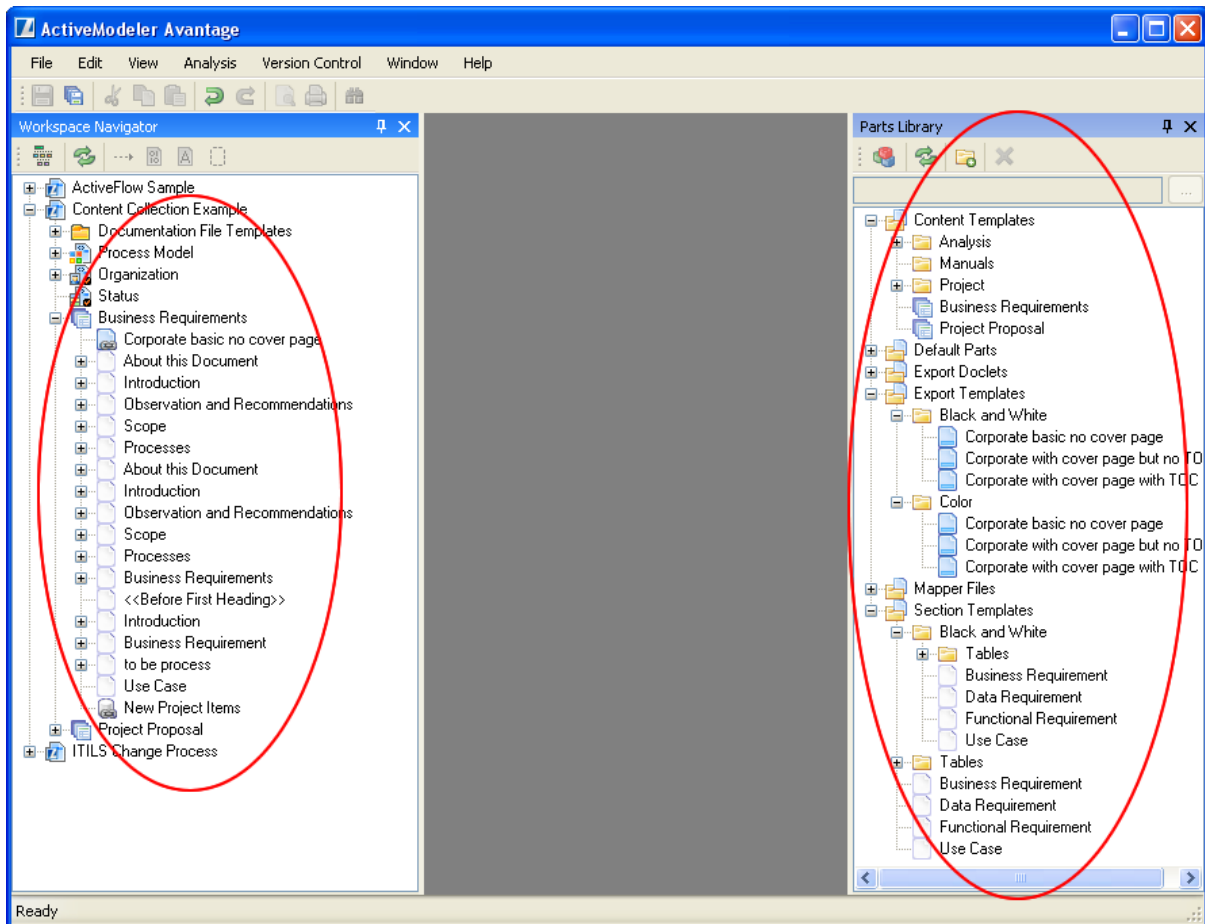 ActiveModeler Avantage
File Edit View Analysis Version Control Window Help
Workspace Navigator
ActiveFlow Sample
Content Collection Example
Documentation File Templates
Process Model
Organization
Status
Business Requirements
Corporate basic no cover page
About this Document
Introduction
Observation and Recommendations
Scope
Processes
About this Document
Introduction
Observation and Recommendations
Scope
Processes
Business Requirements
<<Before First Heading>>
Introduction
Business Requirement
to be process
Use Case
New Project Items
Project Proposal
ITILS Change Process
Parts Library
...
Content Templates
Analysis
Manuals
Project
Business Requirements
Project Proposal
Default Parts
Export Doclets
Export Templates
Black and White
Corporate basic no cover page
Corporate with cover page but no TO
Corporate with cover page with TOC
Color
Corporate basic no cover page
Corporate with cover page but no TO
Corporate with cover page with TOC
Mapper Files
Section Templates
Black and White
Tables
Business Requirement
Data Requirement
Functional Requirement
Use Case
Tables
Business Requirement
Data Requirement
Functional Requirement
Use Case
Ready